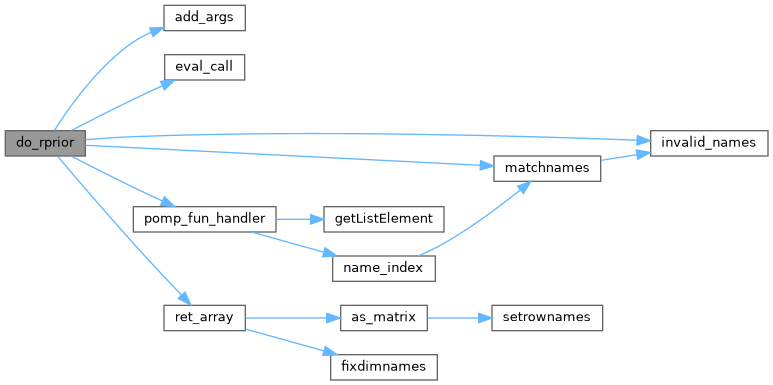 add_args
eval_call
do_rprior
invalid_names
matchnames
pomp_fun_handler
getListElement
name_index
ret_array
as_matrix
setrownames
fixdimnames